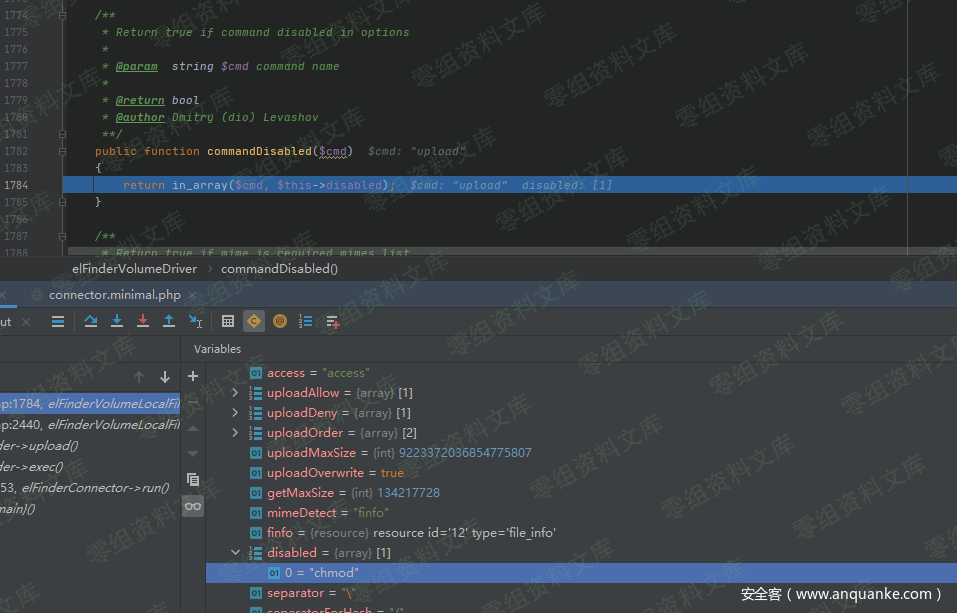 1774 /**
1775 * Return true if command disabled in options
1776 *
1777 * @param string $cmd command name
1778 *
1779 * @return bool
1780 * @author Dmitry (dio) Levashov
1781 **/
1782 public function commandDisabled($cmd) $cmd: "upload"
1783 {
1784 return in_array($cmd, $this->disabled); $cmd: "upload" disabled: [1]
1785 }
1786
1787 /**
1788 * Return true if mime is required mimes list
elFinderVolumeDriver › commandDisabled()
connector.minimal.php ×
ut ×
Variables
p:1784, elFinderVolumeLocalFil
p:2440, elFinderVolumeLocalFil
der->upload()
der->exec()
53, elFinderConnector->run()
main}()
access = "access"
uploadAllow = {array} [1]
uploadDeny = {array} [1]
uploadOrder = {array} [2]
uploadMaxSize = {int} 9223372036854775807
uploadOverwrite = true
getMaxSize = {int} 134217728
mimeDetect = "finfo"
finfo = {resource} resource id='12' type='file_info'
disabled = {array} [1]
0 = "chmod"
separator = "\"
separatorForHash = "/"
零组资料文库
安全客（www.anquanke.com）